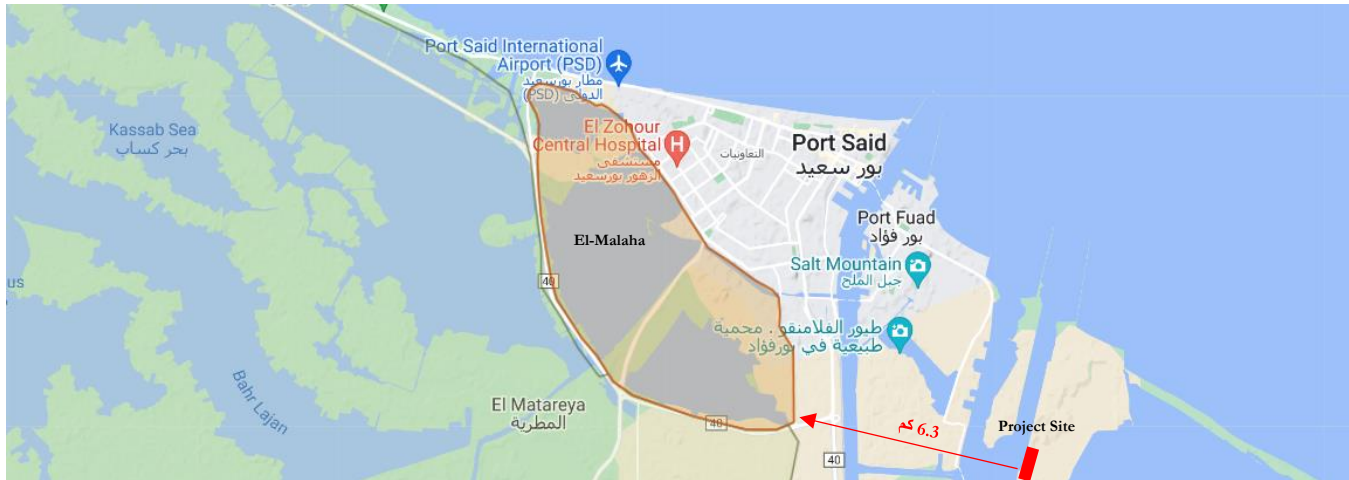 Port Said International
Airport (PSD)
مطار بورسعيد
الدولي (PSD)
Kassab Sea
بحر كساب
El Zohour
Central Hospital
مستشفى
الزهور بورسعيد
H
التعاونيات
Port Said
بور سعيد
Port Fuad
بور فؤاد
El-Malaha
Salt Mountain
جبل الملح
us
40
طيور الفلامنقو . محمية
طبيعية في بورفؤاد
Bahr Lajan
El Matareya
المطرية
40
6.3 كم
Project Site
40